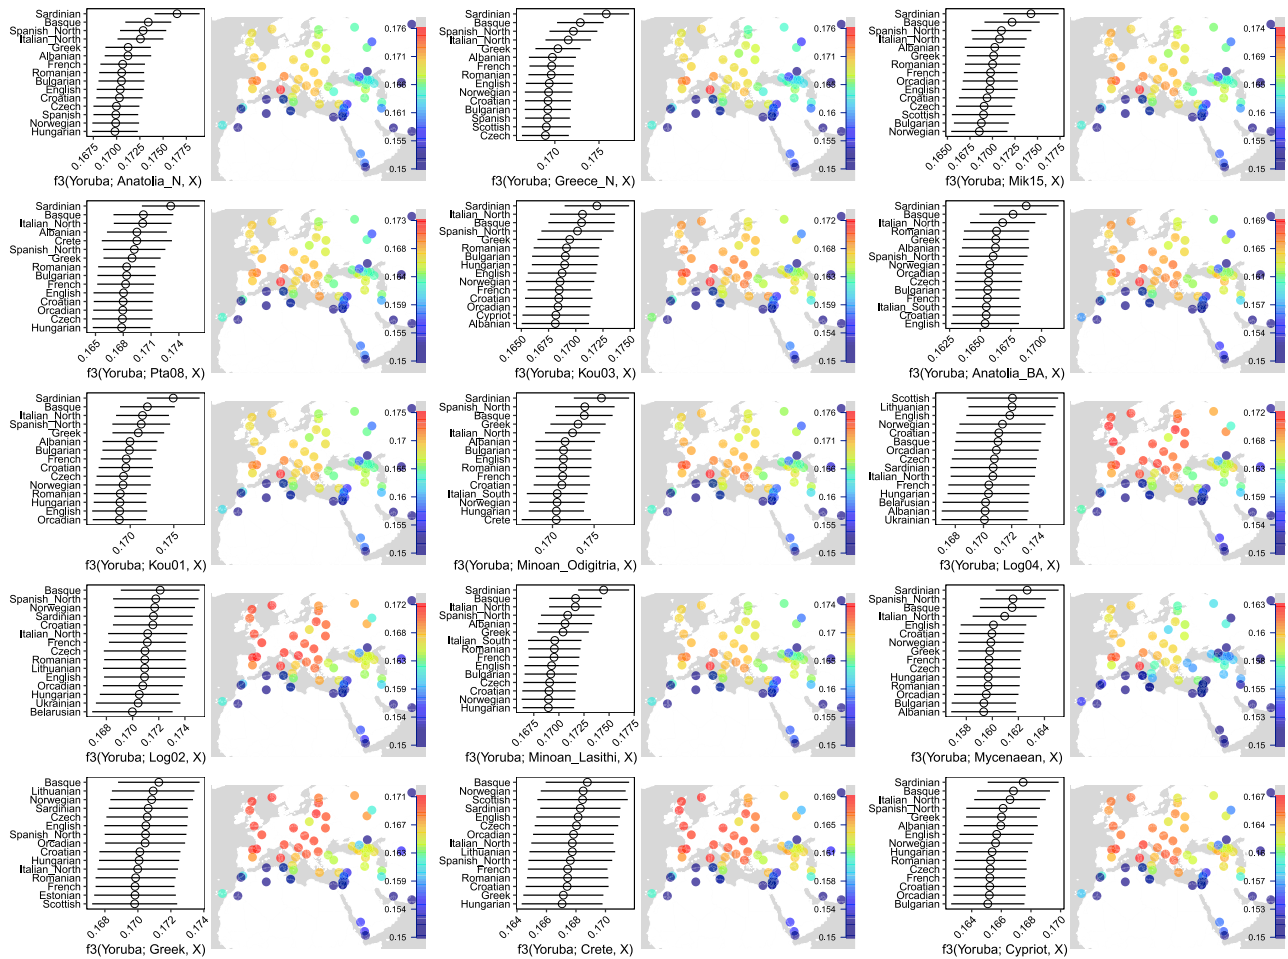 Sardinian
Basque
Spanish_North
Italian_North
Greek
Albanian
French
Romanian
Bulgarian
English
Croatian
Czech
Spanish
Norwegian
Hungarian
0.1675
0.1700
0.1725
0.1750
0.1775
f3(Yoruba; Anatolia_N, X)
0.176
0.171
0.166
0.161
0.155
0.15
Sardinian
Basque
Spanish_North
Italian_North
Greek
Albanian
French
Romanian
English
Norwegian
Croatian
Bulgarian
Spanish
Scottish
Czech
0.170
0.175
f3(Yoruba; Greece_N, X)
0.176
0.171
0.166
0.16
0.155
0.15
Sardinian
Basque
Spanish_North
Italian_North
Albanian
Greek
Romanian
French
Orcadian
English
Croatian
Czech
Scottish
Bulgarian
Norwegian
0.1650
0.1675
0.1700
0.1725
0.1750
0.1775
f3(Yoruba; Mik15, X)
0.174
0.17
0.165
0.16
0.155
0.15
Sardinian
Basque
Italian_North
Albanian
Crete
Spanish_North
Greek
Romanian
Bulgarian
French
English
Croatian
Orcadian
Czech
Hungarian
0.165
0.168
0.171
0.174
f3(Yoruba; Pta08, X)
0.173
0.168
0.164
0.159
0.155
0.15
Sardinian
Italian_North
Basque
Spanish_North
Greek
Romanian
Bulgarian
Hungarian
English
Norwegian
French
Croatian
Orcadian
Cypriot
Albanian
0.1650
0.1675
0.1700
0.1725
0.1750
f3(Yoruba; Kou03, X)
0.172
0.168
0.163
0.159
0.154
0.15
Sardinian
Basque
Italian_North
Romanian
Greek
Albanian
Spanish_North
Norwegian
Orcadian
Czech
Bulgarian
French
Italian_South
Croatian
English
0.1625
0.1650
0.1675
0.1700
f3(Yoruba; Anatolia_BA, X)
0.169
0.165
0.161
0.157
0.154
0.15
Sardinian
Basque
Italian_North
Spanish_North
Greek
Albanian
Bulgarian
French
Croatian
Czech
Norwegian
Romanian
Hungarian
English
Orcadian
0.170
0.175
f3(Yoruba; Kou01, X)
0.175
0.17
0.165
0.16
0.155
0.15
Sardinian
Spanish_North
Basque
Greek
Italian_North
Albanian
Bulgarian
English
Romanian
French
Croatian
Italian_South
Norwegian
Hungarian
Crete
0.170
0.175
f3(Yoruba; Minoan_Odigitria, X)
0.176
0.171
0.166
0.16
0.155
0.15
Scottish
Lithuanian
English
Norwegian
Croatian
Basque
Orcadian
Czech
Sardinian
Italian_North
French
Hungarian
Belarusian
Albanian
Ukrainian
0.168
0.170
0.172
0.174
f3(Yoruba; Log04, X)
0.172
0.168
0.163
0.159
0.154
0.15
Basque
Spanish_North
Norwegian
Sardinian
Croatian
Italian_North
French
Czech
Romanian
Lithuanian
English
Orcadian
Hungarian
Ukrainian
Belarusian
0.168
0.170
0.172
0.174
f3(Yoruba; Log02, X)
0.172
0.168
0.163
0.159
0.154
0.15
Sardinian
Basque
Italian_North
Spanish_North
Albanian
Greek
Italian_South
Romanian
French
English
Bulgarian
Czech
Croatian
Norwegian
Hungarian
0.1675
0.1700
0.1725
0.1750
0.1775
f3(Yoruba; Minoan_Lasithi, X)
0.174
0.17
0.165
0.16
0.155
0.15
Sardinian
Spanish_North
Basque
Italian_North
English
Croatian
Norwegian
Greek
French
Czech
Hungarian
Romanian
Orcadian
Bulgarian
Albanian
0.158
0.160
0.162
0.164
f3(Yoruba; Mycenaean, X)
0.163
0.16
0.158
0.155
0.153
0.15
Basque
Lithuanian
Norwegian
Sardinian
Czech
English
Spanish_North
Orcadian
Croatian
Hungarian
Italian_North
Romanian
French
Estonian
Scottish
0.168
0.170
0.172
0.174
f3(Yoruba; Greek, X)
0.171
0.167
0.163
0.159
0.154
0.15
Basque
Norwegian
Scottish
Sardinian
English
Czech
Orcadian
Italian_North
Lithuanian
Spanish_North
French
Romanian
Croatian
Greek
Hungarian
0.164
0.166
0.168
0.170
f3(Yoruba; Crete, X)
0.169
0.165
0.161
0.157
0.153
0.15
Sardinian
Basque
Italian_North
Spanish_North
Greek
Albanian
English
Norwegian
Hungarian
Romanian
Czech
French
Croatian
Orcadian
Bulgarian
0.164
0.166
0.168
0.170
f3(Yoruba; Cypriot, X)
0.167
0.164
0.16
0.157
0.153
0.15